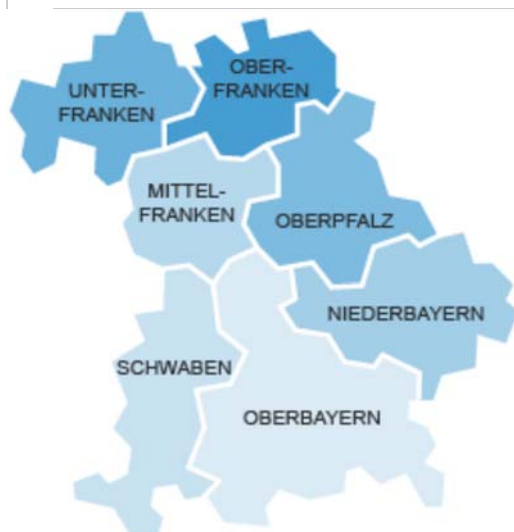 OBER-
FRANKEN
UNTER-
FRANKEN
MITTEL-
FRANKEN
OBERPFALZ
NIEDERBAYERN
SCHWABEN
OBERBAYERN